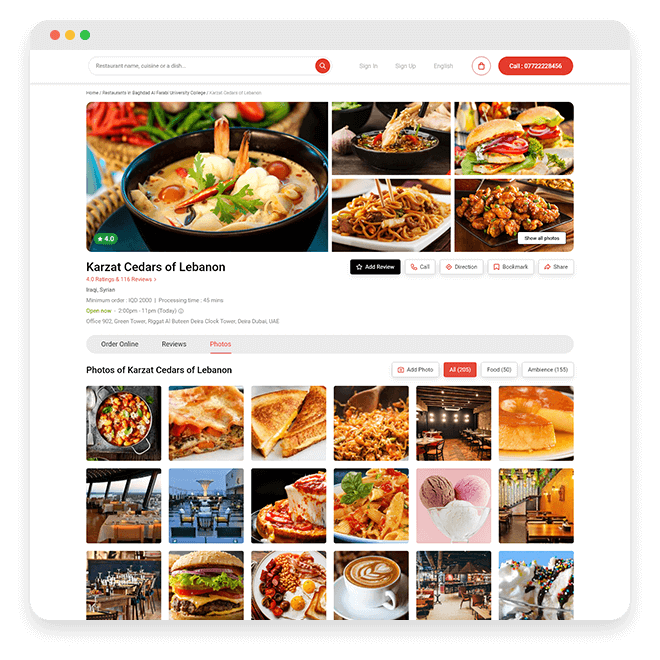 Restaurant name, cuisine or a dish...
Sign In
Sign Up
English
Call : 07722228456
Home / Restaurants in Baghdad Al Farabi University College / Karzat Cedars of Lebanon
4.0
Show all photos
Karzat Cedars of Lebanon
Add Review
Call
Direction
Bookmark
Share
4.0 Ratings & 116 Reviews >
Iraqi, Syrian
Minimum order : IQD 2000 | Processing time : 45 mins
Open now - 2:00pm - 11pm (Today)
Office 902, Green Tower, Riggat Al Buteen Deira Clock Tower, Deira Dubai, UAE
Order Online
Reviews
Photos
Photos of Karzat Cedars of Lebanon
Add Photo
All (205)
Food (50)
Ambience (155)